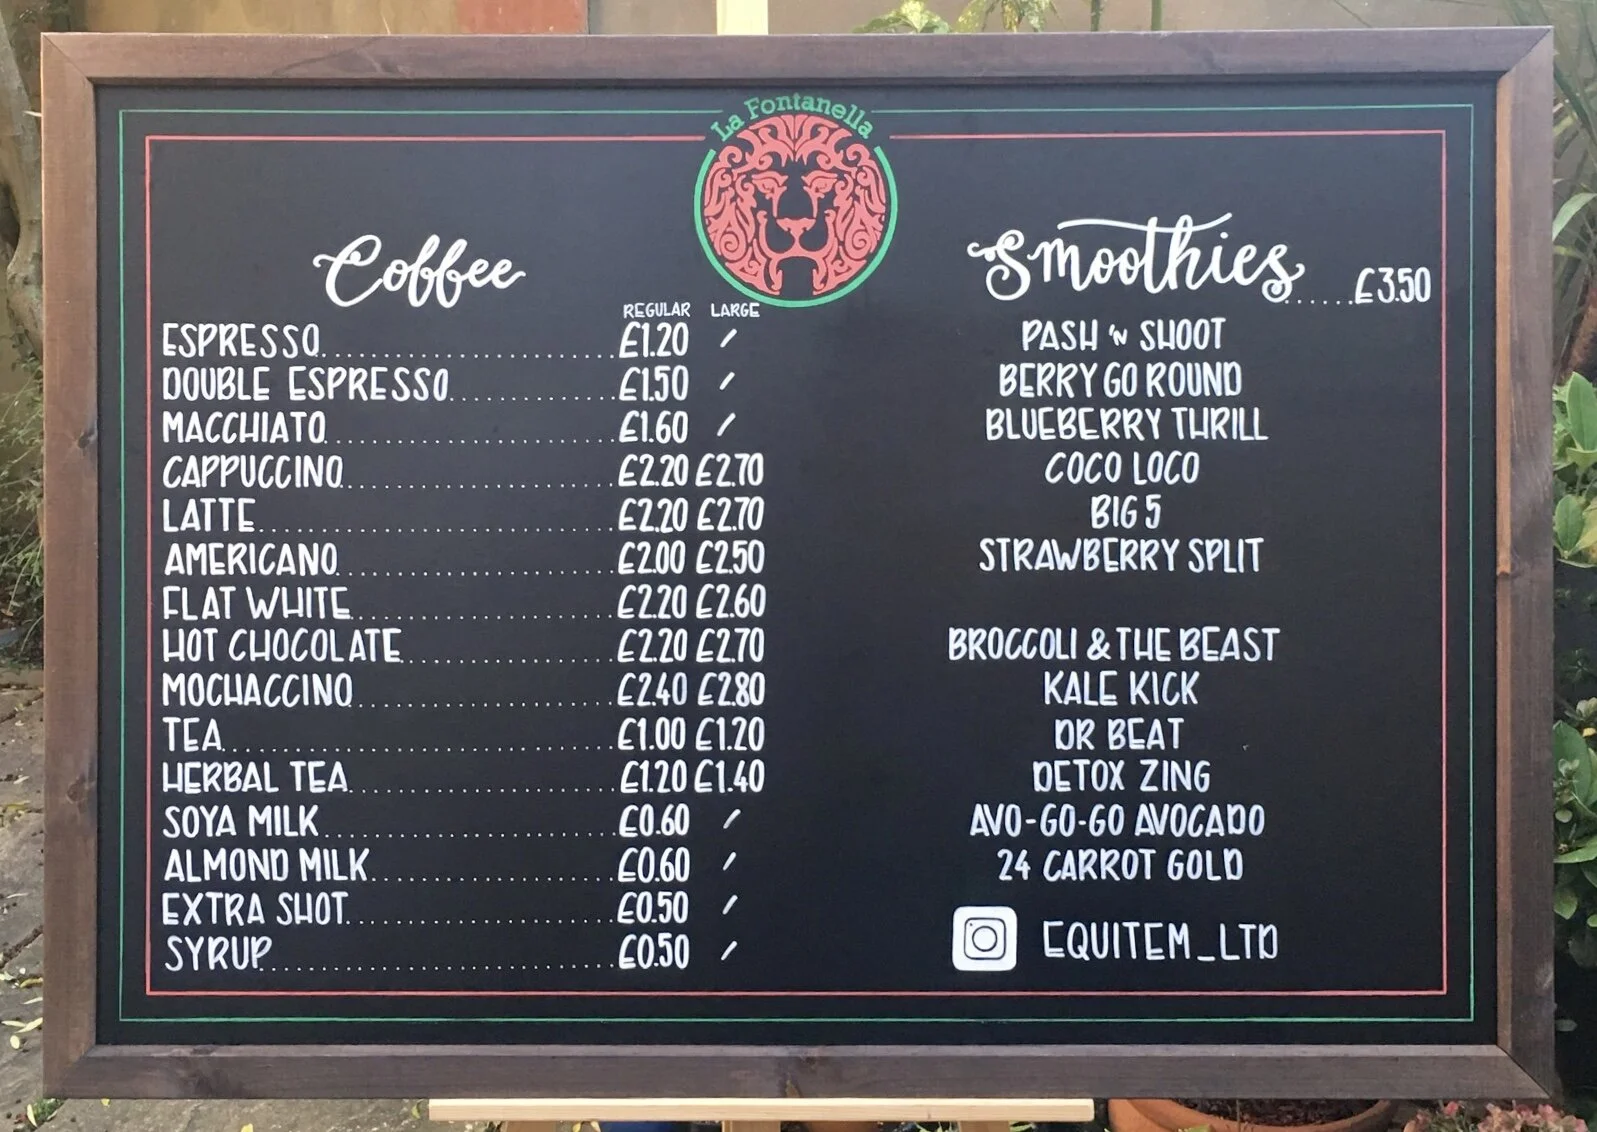 La Fontanella
Coffee
REGULAR LARGE
ESPRESSO £1.20 /
DOUBLE ESPRESSO £1.50 /
MACCHIATO £1.60 /
CAPPUCCINO £2.20 £2.70
LATTE £2.20 £2.70
AMERICANO £2.00 £2.50
FLAT WHITE £2.20 £2.60
HOT CHOCOLATE £2.20 £2.70
MOCHACCINO £2.40 £2.80
TEA £1.00 £1.20
HERBAL TEA £1.20 £1.40
SOYA MILK £0.60 /
ALMOND MILK £0.60 /
EXTRA SHOT £0.50 /
SYRUP £0.50 /
Smoothies £3.50
PASH 'N SHOOT
BERRY GO ROUND
BLUEBERRY THRILL
COCO LOCO
BIG 5
STRAWBERRY SPLIT
BROCCOLI & THE BEAST
KALE KICK
DR BEAT
DETOX ZING
AVO-GO-GO AVOCADO
24 CARROT GOLD
EQUITEM_LTD